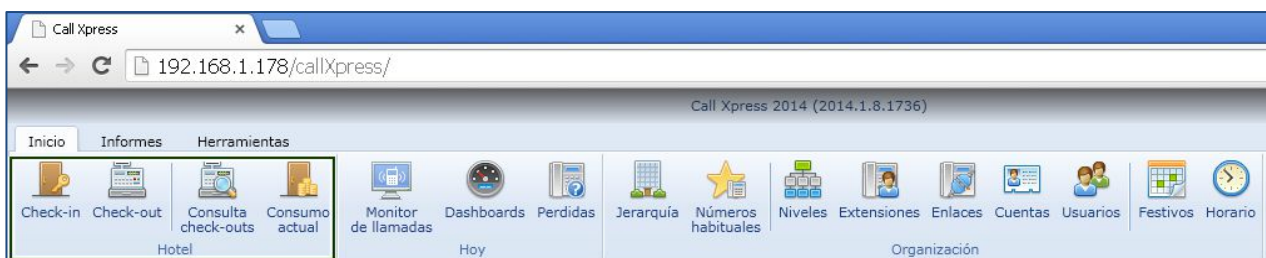 Call Xpress
192.168.1.178/callXpress/
Call Xpress 2014 (2014.1.8.1736)
Inicio Informes Herramientas
Check-in Check-out Consulta check-outs Consumo actual Monitor de llamadas Dashboards Perdidas Jerarquía Números habituales Niveles Extensiones Enlaces Cuentas Usuarios Festivos Horario
Hotel Hoy Organización